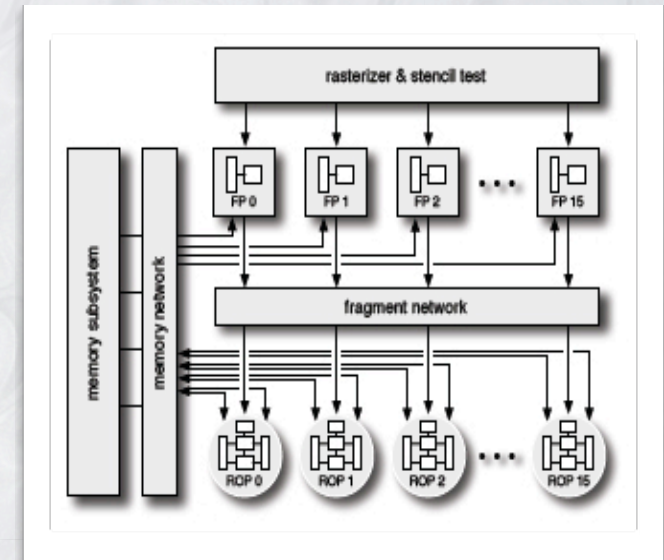 rasterizer & stencil test
FP 0
FP 1
FP 2
FP 15
memory subsystem
memory network
fragment network
ROP 0
ROP 1
ROP 2
ROP 15